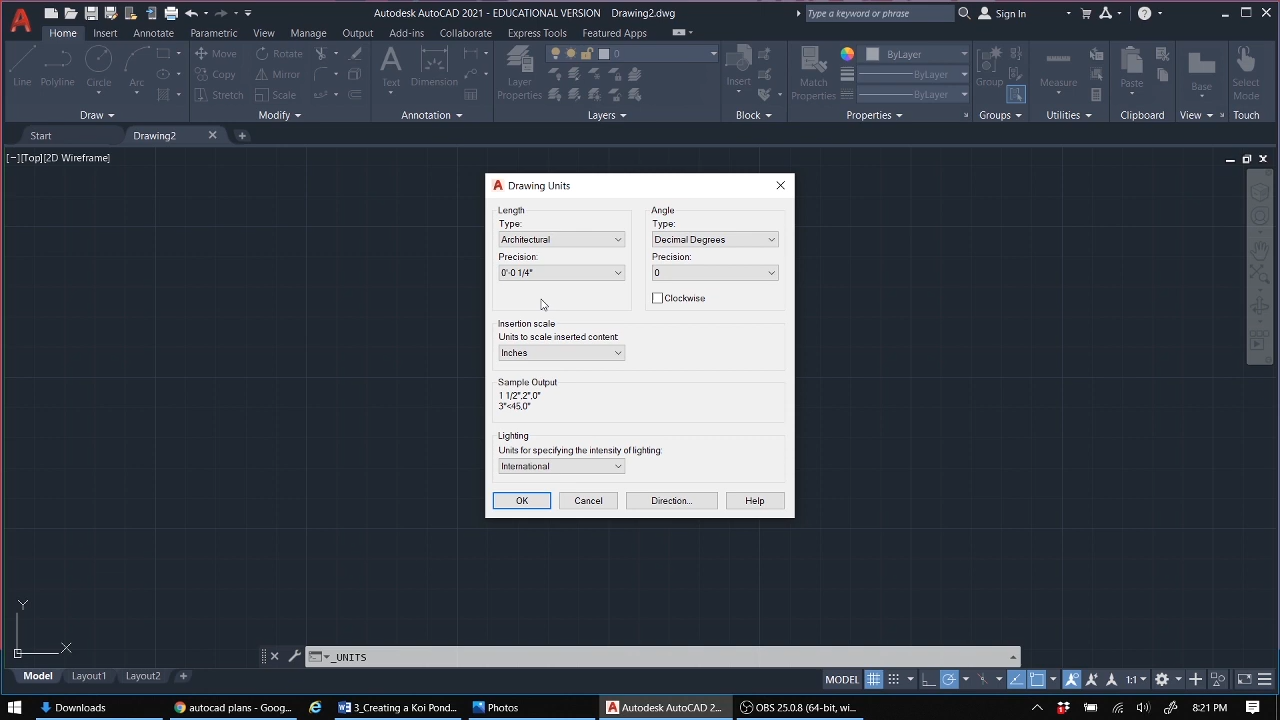 Autodesk AutoCAD 2021 - EDUCATIONAL VERSION Drawing2.dwg
Type a keyword or phrase
Sign In
Home Insert Annotate Parametric View Manage Output Add-ins Collaborate Express Tools Featured Apps
Line Polyline Circle Arc
Move Rotate
Copy Mirror
Stretch Scale
Text Dimension
Layer Properties
0
Insert
Match Properties
ByLayer
ByLayer
ByLayer
Group
Measure
Paste
Base
Select Mode
Draw Modify Annotation Layers Block Properties Groups Utilities Clipboard View Touch
Start Drawing2
[−][Top][2D Wireframe]
Drawing Units
Length
Type:
Architectural
Precision:
0'-0 1/4"
Angle
Type:
Decimal Degrees
Precision:
0
Clockwise
Insertion scale
Units to scale inserted content:
Inches
Sample Output
1 1/2",2",0"
3"<45,0"
Lighting
Units for specifying the intensity of lighting:
International
OK Cancel Direction... Help
Y
X
_UNITS
Model Layout1 Layout2
MODEL 1:1
Downloads autocad plans - Goog... 3_Creating a Koi Pond... Photos Autodesk AutoCAD 2... OBS 25.0.8 (64-bit, wi... 8:21 PM